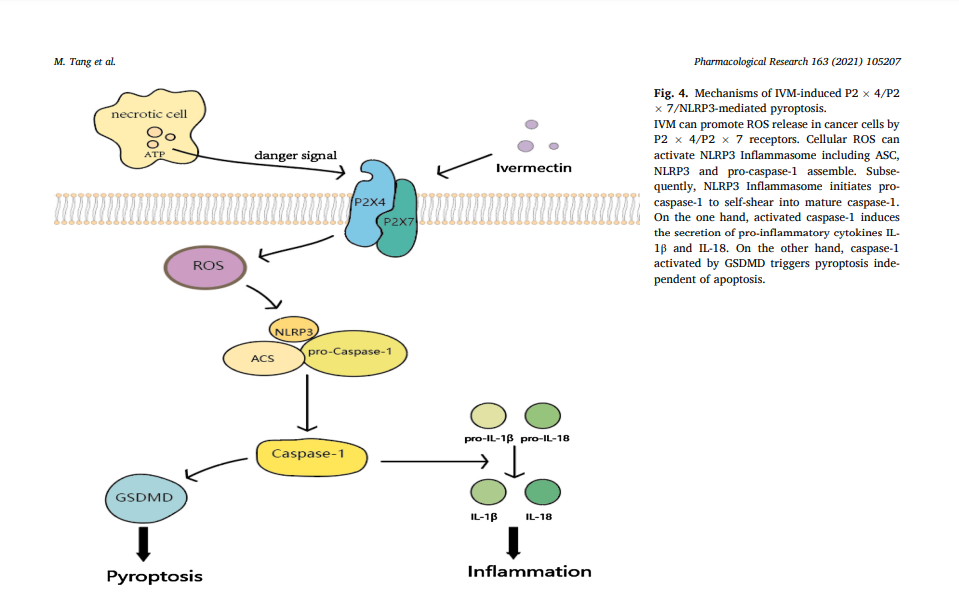 M. Tang et al.
Pharmacological Research 163 (2021) 105207
necrotic cell
ATP
danger signal
Ivermectin
P2X4
P2X7
ROS
NLRP3
ACS
pro-Caspase-1
Caspase-1
pro-IL-1β pro-IL-18
GSDMD
IL-1β IL-18
Pyroptosis
Inflammation
Fig. 4. Mechanisms of IVM-induced P2 × 4/P2
× 7/NLRP3-mediated pyroptosis.
IVM can promote ROS release in cancer cells by
P2 × 4/P2 × 7 receptors. Cellular ROS can
activate NLRP3 Inflammasome including ASC,
NLRP3 and pro-caspase-1 assemble. Subse-
quently, NLRP3 Inflammasome initiates pro-
caspase-1 to self-shear into mature caspase-1.
On the one hand, activated caspase-1 induces
the secretion of pro-inflammatory cytokines IL-
1β and IL-18. On the other hand, caspase-1
activated by GSDMD triggers pyroptosis inde-
pendent of apoptosis.